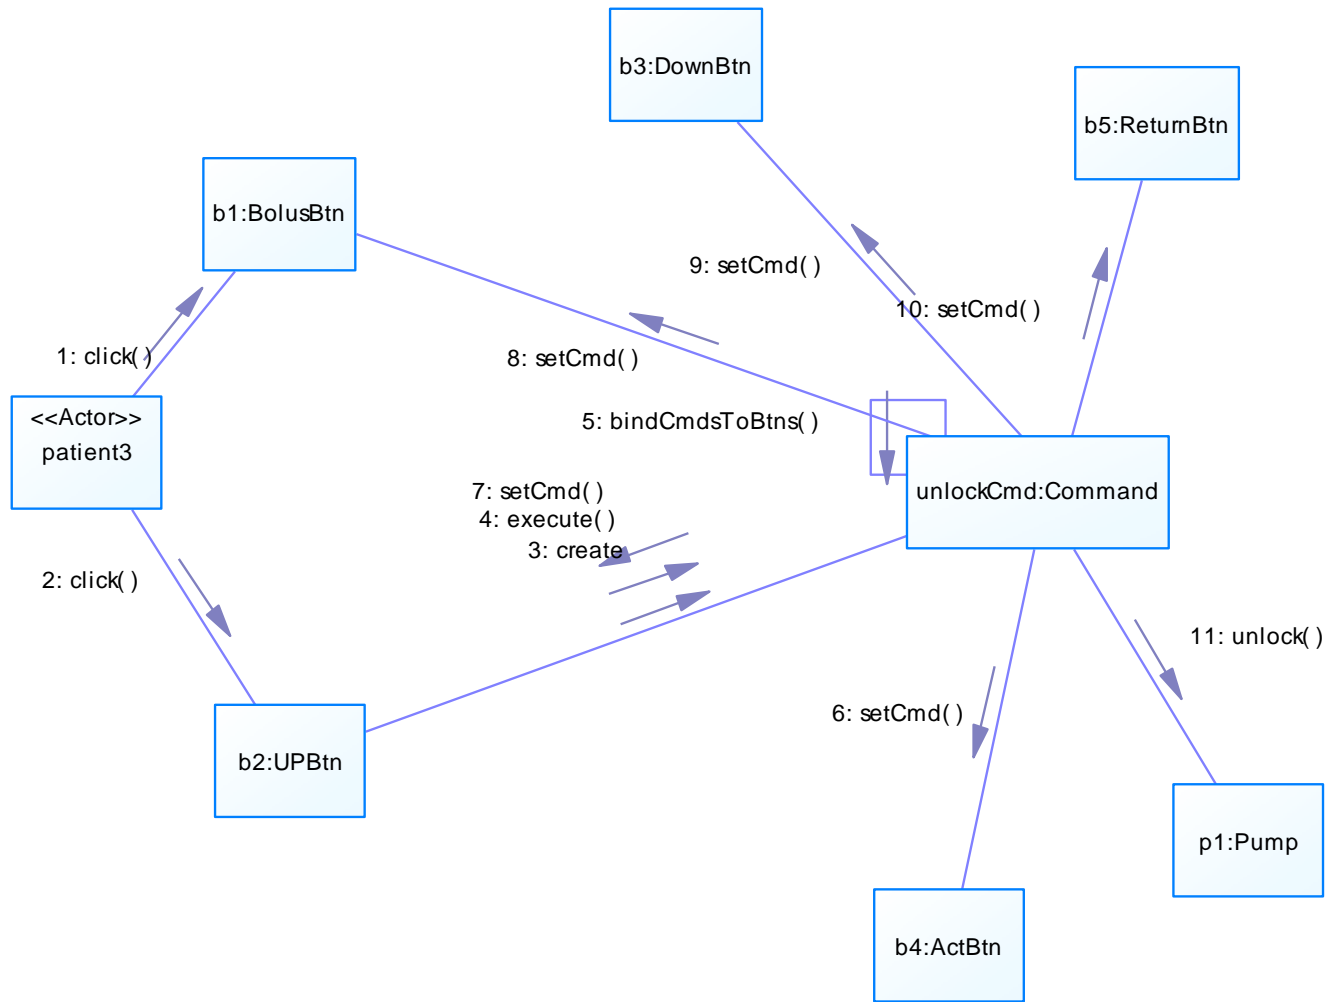 b3:DownBtn
b5:ReturnBtn
b1:BolusBtn
9: setCmd( )
10: setCmd( )
1: click( )
8: setCmd( )
<<Actor>>
patient3
5: bindCmdsToBtns( )
unlockCmd:Command
7: setCmd( )
4: execute( )
3: create
2: click( )
11: unlock( )
6: setCmd( )
b2:UPBtn
p1:Pump
b4:ActBtn